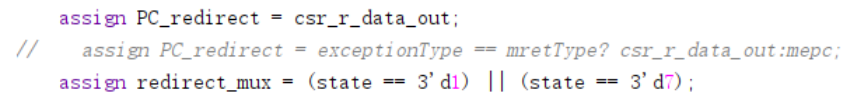 assign PC_redirect = csr_r_data_out;
//    assign PC_redirect = exceptionType == mretType? csr_r_data_out:mepc;
assign redirect_mux = (state == 3'd1) || (state == 3'd7);